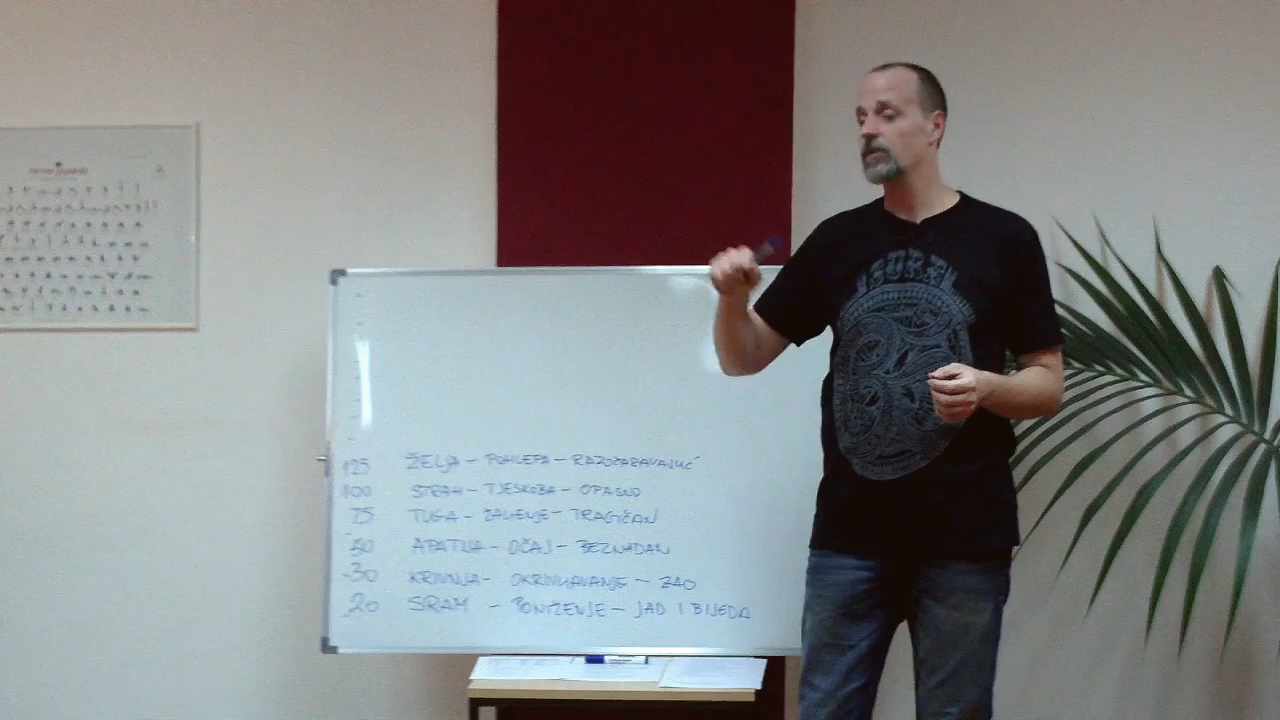 125 ŽELJA – POHLEPA – RAZOČARAVAJUĆ
100 STRAH – TJESKOBA – OPASNO
75 TUGA – ŽALJENJE – TRAGIČAN
50 APATIJA – OČAJ – BEZNADAN
30 KRIVNJA – OKRIVLJAVANJE – ZAO
20 SRAM – PONIŽENJE – JAD I BIJEDA